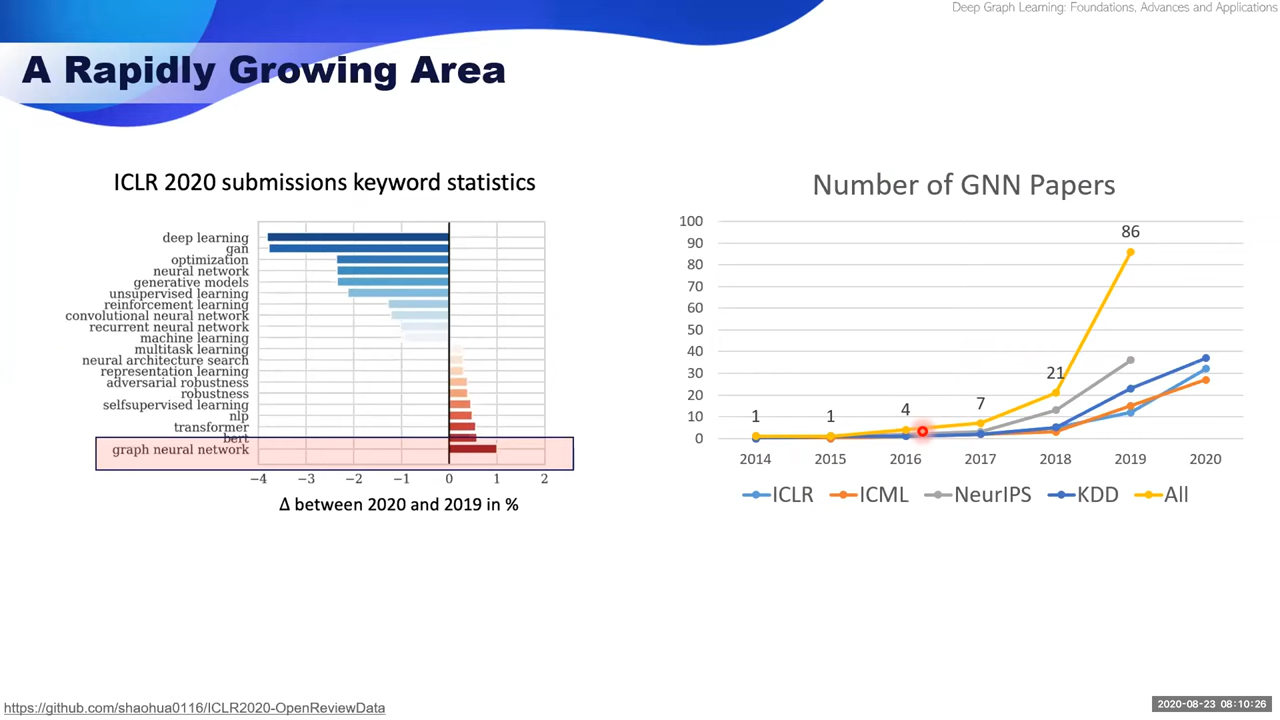 Deep Graph Learning: Foundations, Advances and Applications
A Rapidly Growing Area
ICLR 2020 submissions keyword statistics
deep learning
gan
optimization
neural network
generative models
unsupervised learning
reinforcement learning
convolutional neural network
recurrent neural network
machine learning
multitask learning
neural architecture search
representation learning
adversarial robustness
robustness
selfsupervised learning
nlp
transformer
bert
graph neural network
−4 −3 −2 −1 0 1 2
Δ between 2020 and 2019 in %
Number of GNN Papers
100
90
80
70
60
50
40
30
20
10
0
1 1 4 7 21 86
2014 2015 2016 2017 2018 2019 2020
ICLR ICML NeurIPS KDD All
https://github.com/shaohua0116/ICLR2020-OpenReviewData
2020-08-23 08:10:26